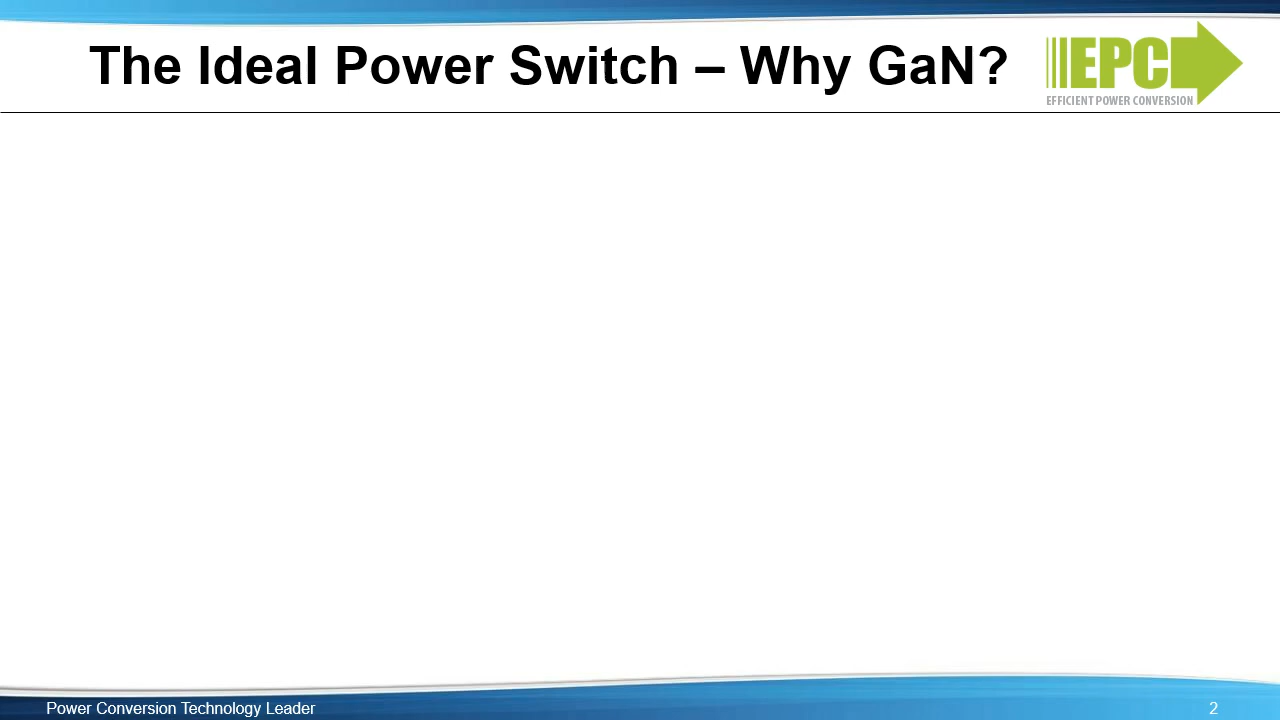 The Ideal Power Switch – Why GaN?
EPC
EFFICIENT POWER CONVERSION
Power Conversion Technology Leader
2